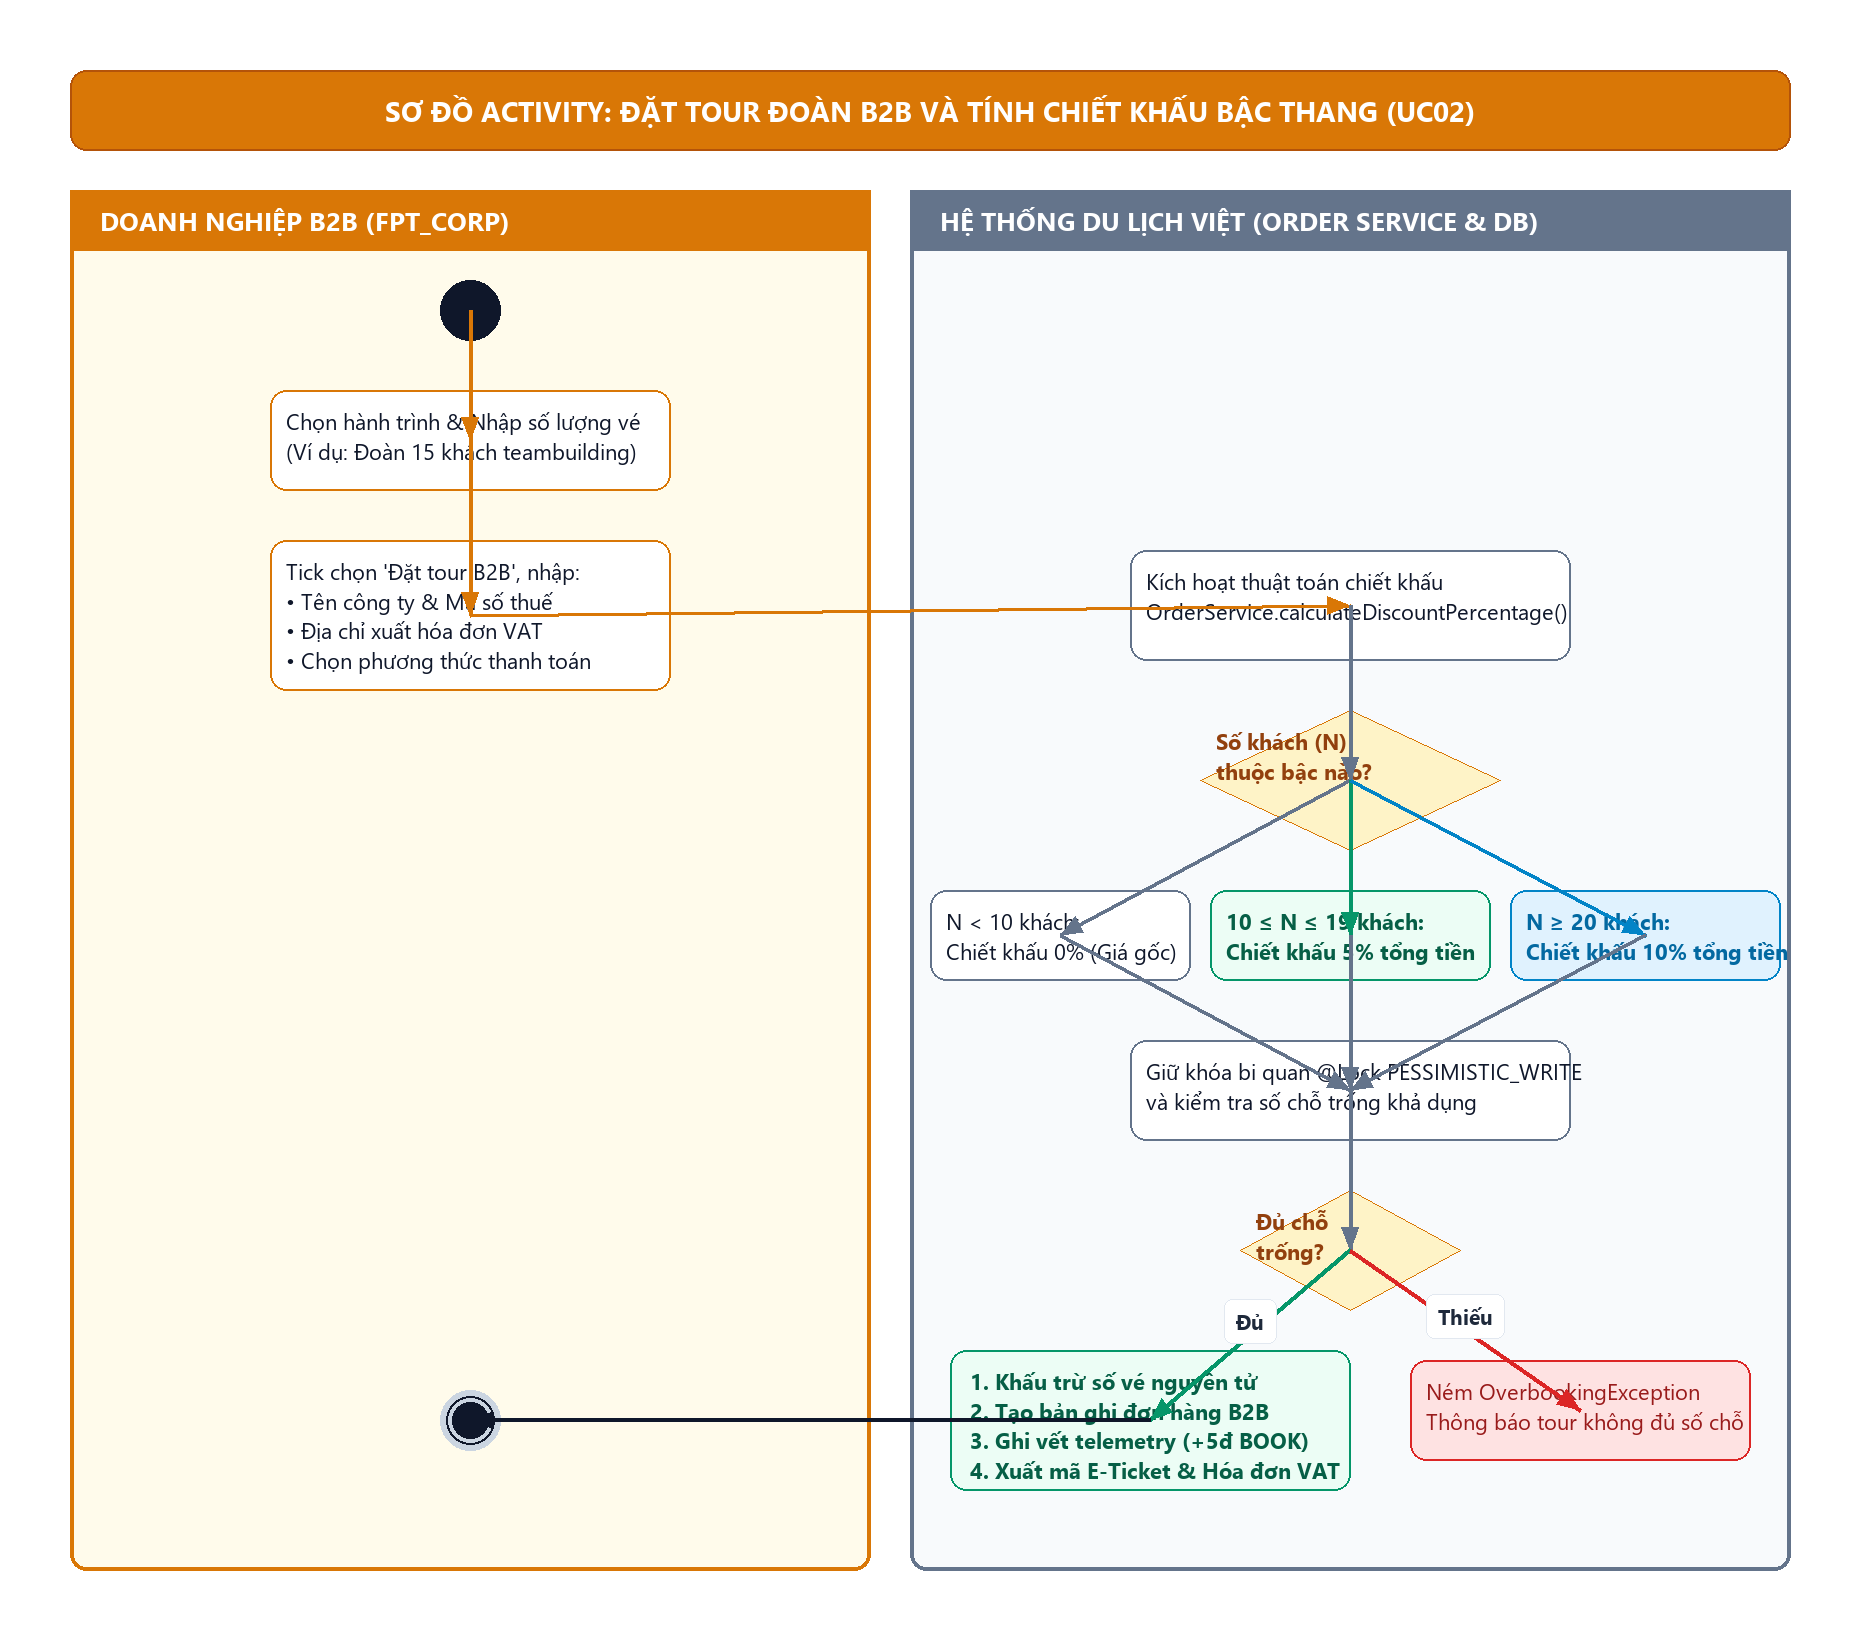 SƠ ĐỒ ACTIVITY: ĐẶT TOUR ĐOÀN B2B VÀ TÍNH CHIẾT KHẤU BẬC THANG (UC02)
DOANH NGHIỆP B2B (FPT_CORP)
Chọn hành trình & Nhập số lượng vé
(Ví dụ: Đoàn 15 khách teambuilding)
Tick chọn 'Đặt tour B2B', nhập:
• Tên công ty & Mã số thuế
• Địa chỉ xuất hóa đơn VAT
• Chọn phương thức thanh toán
HỆ THỐNG DU LỊCH VIỆT (ORDER SERVICE & DB)
Kích hoạt thuật toán chiết khấu
OrderService.calculateDiscountPercentage()
Số khách (N)
thuộc bậc nào?
N < 10 khách:
Chiết khấu 0% (Giá gốc)
10 ≤ N ≤ 19 khách:
Chiết khấu 5% tổng tiền
N ≥ 20 khách:
Chiết khấu 10% tổng tiền
Giữ khóa bi quan @Lock PESSIMISTIC_WRITE
và kiểm tra số chỗ trống khả dụng
Đủ chỗ
trống?
Đủ
Thiếu
1. Khấu trừ số vé nguyên tử
2. Tạo bản ghi đơn hàng B2B
3. Ghi vết telemetry (+5đ BOOK)
4. Xuất mã E-Ticket & Hóa đơn VAT
Ném OverbookingException
Thông báo tour không đủ số chỗ